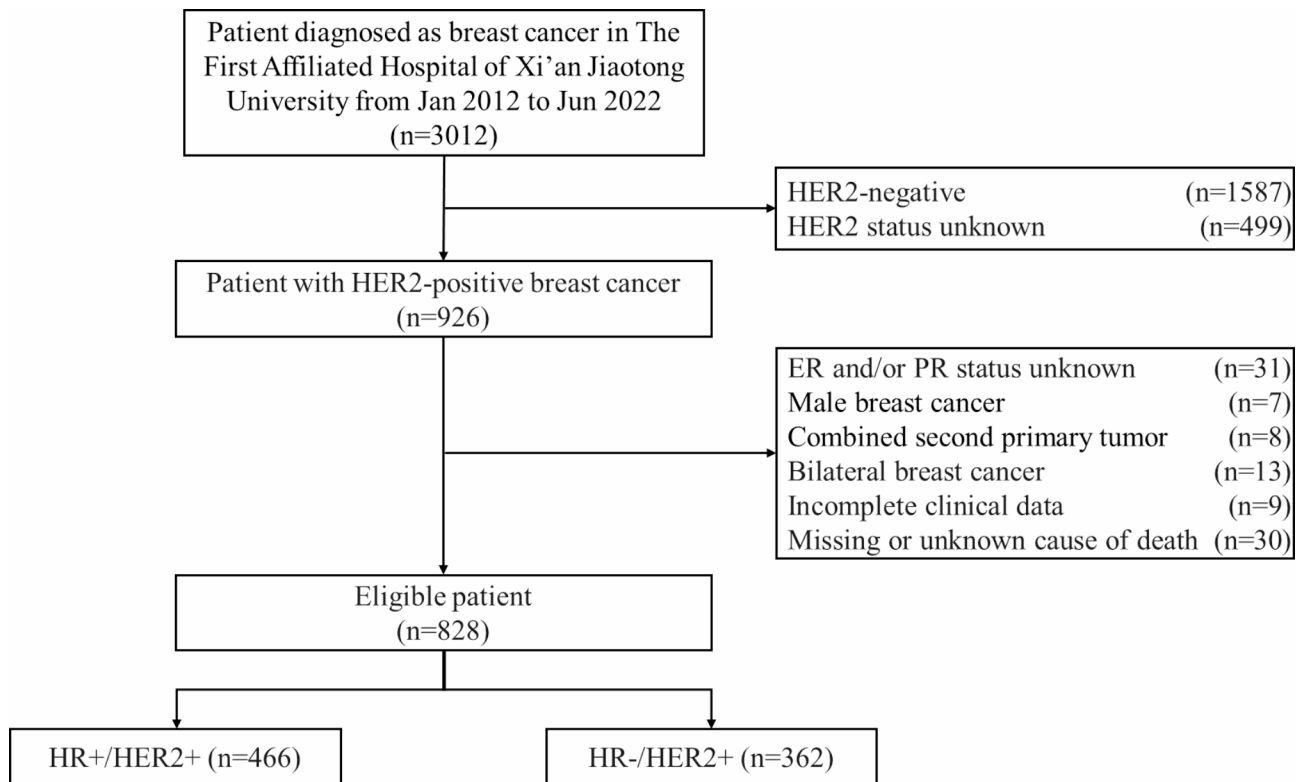 Patient diagnosed as breast cancer in The
First Affiliated Hospital of Xi’an Jiaotong
University from Jan 2012 to Jun 2022
(n=3012)
HER2-negative (n=1587)
HER2 status unknown (n=499)
Patient with HER2-positive breast cancer
(n=926)
ER and/or PR status unknown (n=31)
Male breast cancer (n=7)
Combined second primary tumor (n=8)
Bilateral breast cancer (n=13)
Incomplete clinical data (n=9)
Missing or unknown cause of death (n=30)
Eligible patient
(n=828)
HR+/HER2+ (n=466)
HR-/HER2+ (n=362)